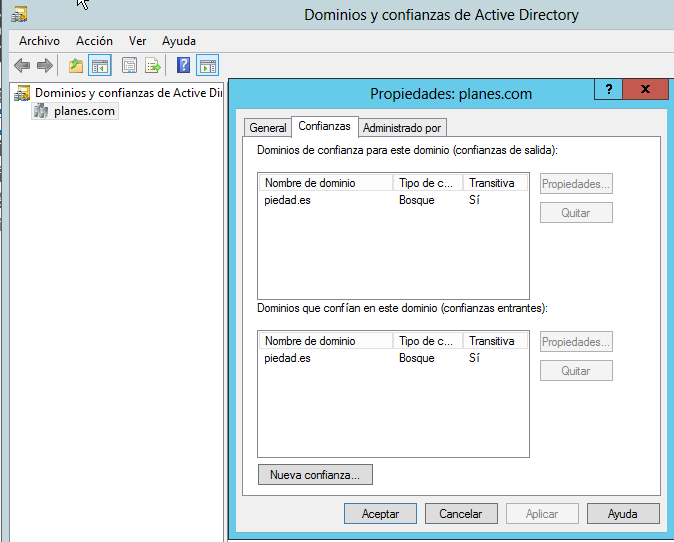 Dominios y confianzas de Active Directory
Archivo Acción Ver Ayuda
Dominios y confianzas de Active Di
planes.com
Propiedades: planes.com
General Confianzas Administrado por
Dominios de confianza para este dominio (confianzas de salida):
Nombre de dominio Tipo de c... Transitiva
piedad.es Bosque Sí
Propiedades...
Quitar
Dominios que confían en este dominio (confianzas entrantes):
Nombre de dominio Tipo de c... Transitiva
piedad.es Bosque Sí
Propiedades...
Quitar
Nueva confianza...
Aceptar Cancelar Aplicar Ayuda